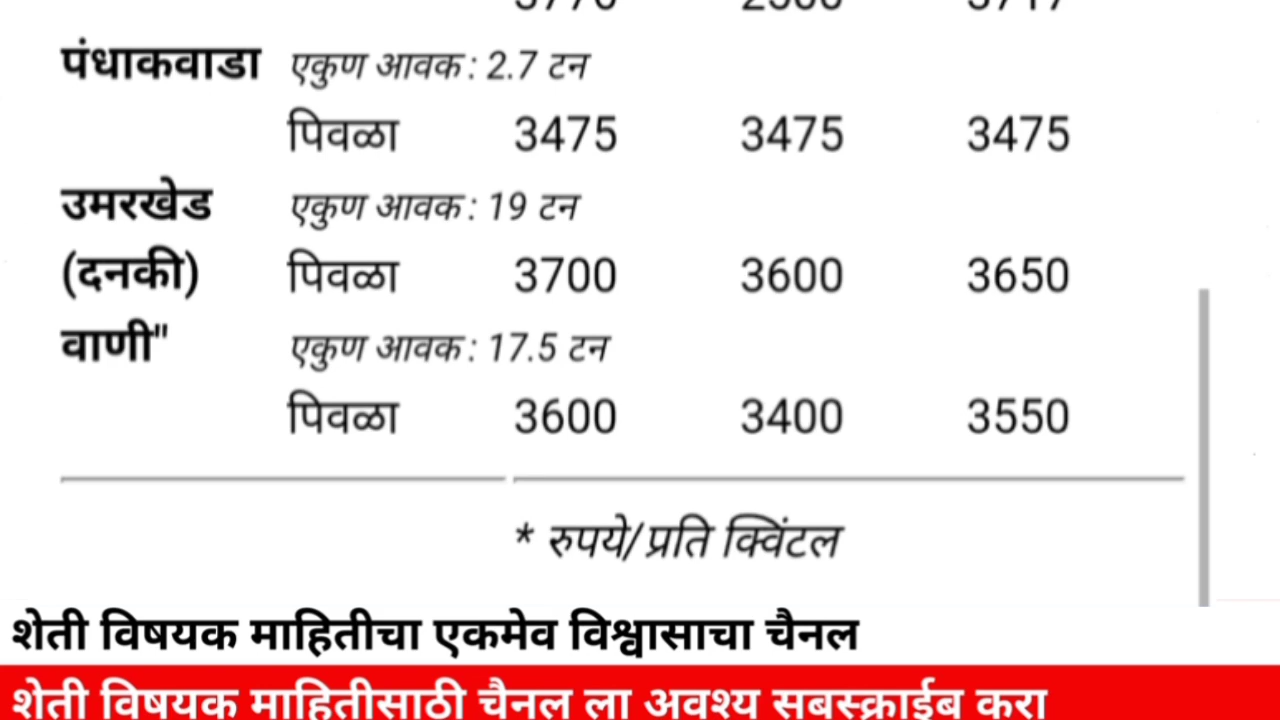 पंधाकवाडा एकुण आवक : 2.7 टन
पिवळा 3475 3475 3475
उमरखेड एकुण आवक : 19 टन
(दनकी) पिवळा 3700 3600 3650
वाणी" एकुण आवक : 17.5 टन
पिवळा 3600 3400 3550
* रुपये/प्रति क्विंटल
शेती विषयक माहितीचा एकमेव विश्वासाचा चैनल
शेती विषयक माहितीसाठी चैनल ला अवश्य सबस्क्राईब करा